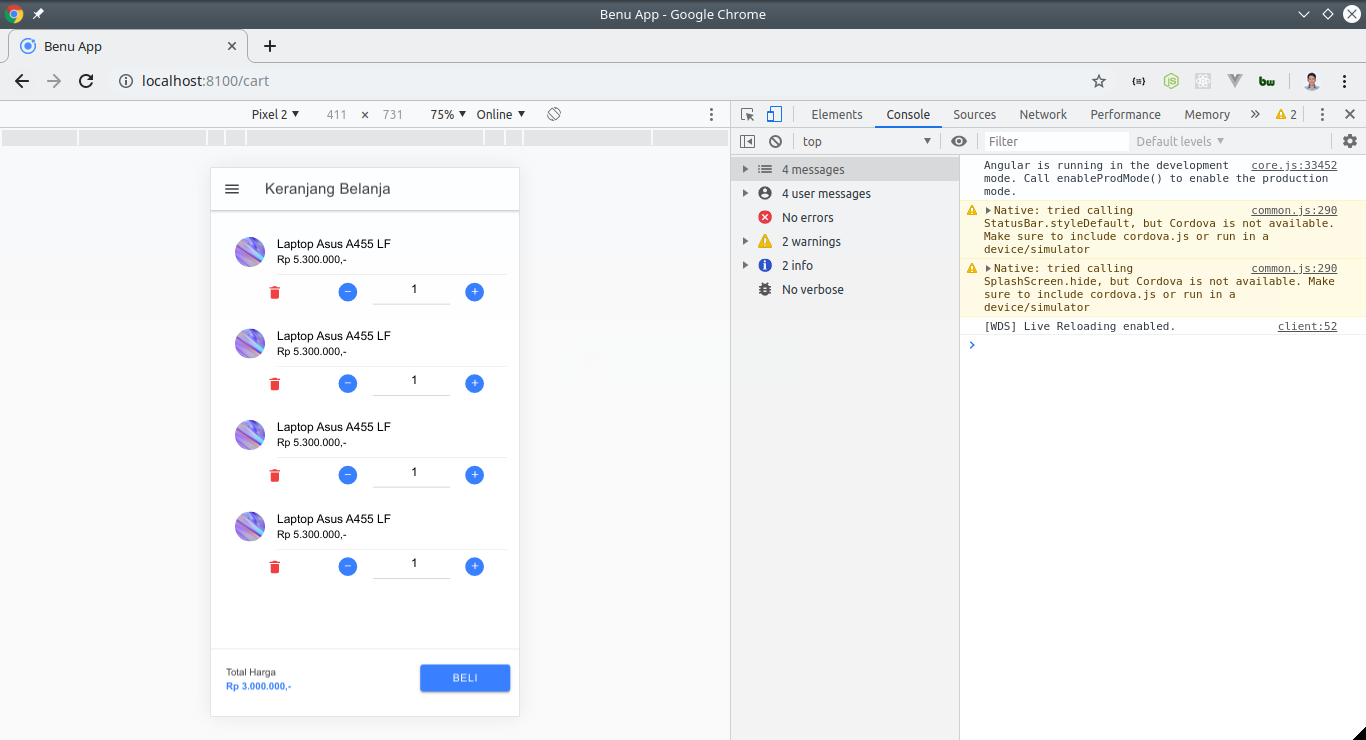 Benu App - Google Chrome
Benu App
localhost:8100/cart
Pixel 2 ▼ 411 × 731 75% ▼ Online ▼
Elements Console Sources Network Performance Memory » 2
top ▼ Filter Default levels ▼
4 messages
4 user messages
No errors
2 warnings
2 info
No verbose
Angular is running in the development core.js:33452
mode. Call enableProdMode() to enable the production
mode.
Native: tried calling common.js:290
StatusBar.styleDefault, but Cordova is not available.
Make sure to include cordova.js or run in a
device/simulator
Native: tried calling common.js:290
SplashScreen.hide, but Cordova is not available. Make
sure to include cordova.js or run in a
device/simulator
[WDS] Live Reloading enabled. client:52
Keranjang Belanja
Laptop Asus A455 LF
Rp 5.300.000,-
1
Laptop Asus A455 LF
Rp 5.300.000,-
1
Laptop Asus A455 LF
Rp 5.300.000,-
1
Laptop Asus A455 LF
Rp 5.300.000,-
1
Total Harga
Rp 3.000.000,-
BELI